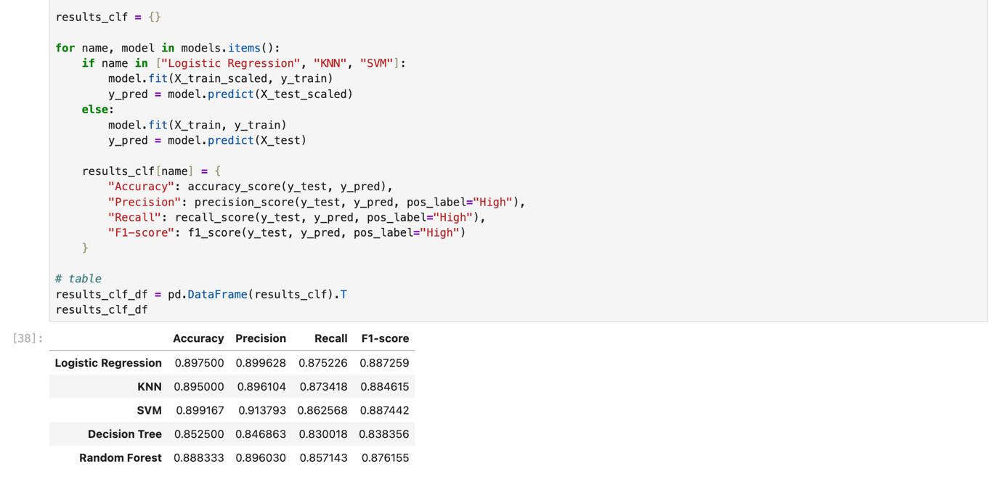 results_clf = {}
for name, model in models.items():
    if name in ["Logistic Regression", "KNN", "SVM"]:
        model.fit(X_train_scaled, y_train)
        y_pred = model.predict(X_test_scaled)
    else:
        model.fit(X_train, y_train)
        y_pred = model.predict(X_test)
    results_clf[name] = {
        "Accuracy": accuracy_score(y_test, y_pred),
        "Precision": precision_score(y_test, y_pred, pos_label="High"),
        "Recall": recall_score(y_test, y_pred, pos_label="High"),
        "F1-score": f1_score(y_test, y_pred, pos_label="High")
    }
# table
results_clf_df = pd.DataFrame(results_clf).T
results_clf_df
[38]: Accuracy Precision Recall F1-score
Logistic Regression 0.897500 0.899628 0.875226 0.887259
KNN 0.895000 0.896104 0.873418 0.884615
SVM 0.899167 0.913793 0.862568 0.887442
Decision Tree 0.852500 0.846863 0.830018 0.838356
Random Forest 0.888333 0.896030 0.857143 0.876155